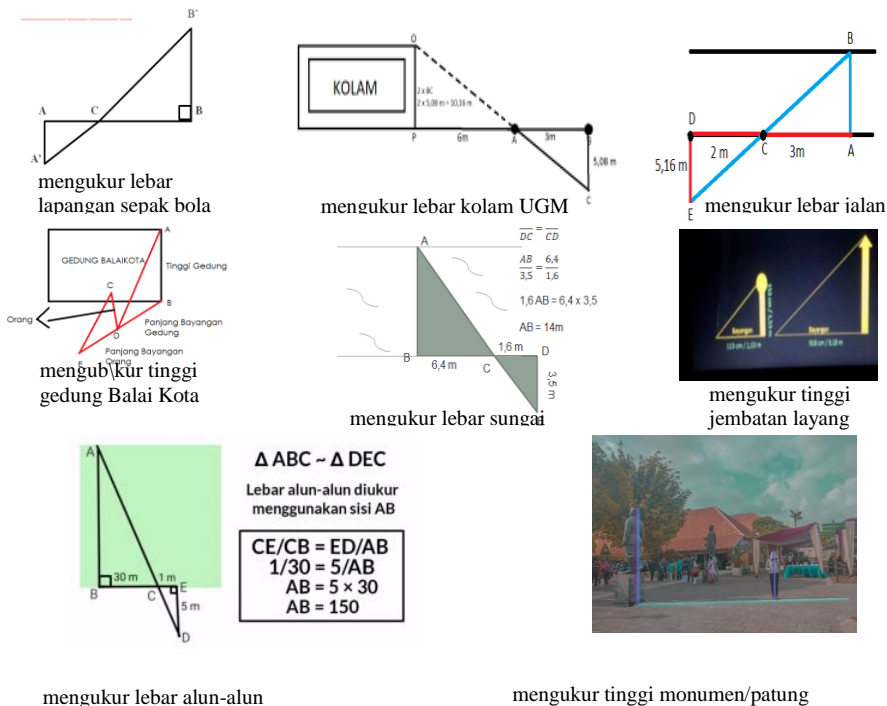 B'
A
C
B
A'
mengukur lebar
lapangan sepak bola
O
KOLAM
2 x BC
2 x 5,08 m = 10,16 m
P
6m
A
3m
B
5,08 m
C
mengukur lebar kolam UGM
B
D
5,16 m
2 m
C
3m
A
E
mengukur lebar jalan
A
GEDUNG BALAIKOTA
Tinggi Gedung
C
B
Orang
D
Panjang Bayangan
Gedung
Panjang Bayangan
Orang
mengub\kur tinggi
gedung Balai Kota
A
DC = CD
AB = 6,4
3,5 1,6
1,6 AB = 6,4 x 3,5
AB = 14m
B
6,4 m
C
1,6 m
D
3,5 m
mengukur lebar sungai
Bayangan
Bayangan
mengukur tinggi
jembatan layang
A
B
30 m
C
1 m
E
5 m
D
Δ ABC ~ Δ DEC
Lebar alun-alun diukur
menggunakan sisi AB
CE/CB = ED/AB
1/30 = 5/AB
AB = 5 × 30
AB = 150
mengukur lebar alun-alun
mengukur tinggi monumen/patung